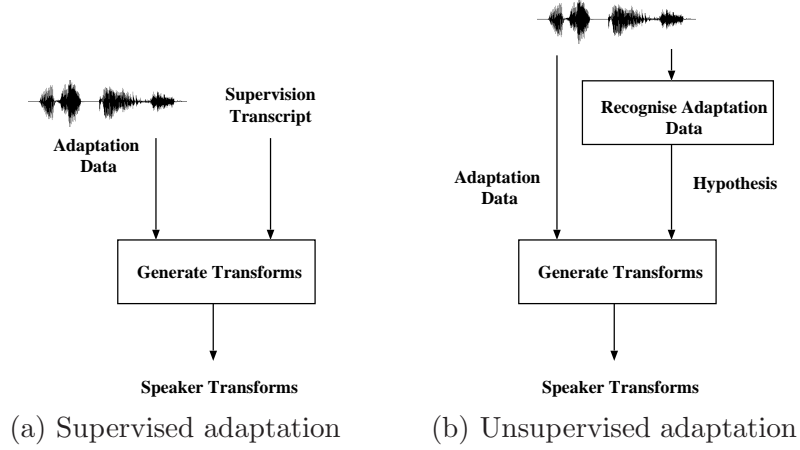 Supervision
Transcript
Adaptation
Data
Generate Transforms
Speaker Transforms
(a) Supervised adaptation
Recognise Adaptation
Data
Adaptation
Data
Hypothesis
Generate Transforms
Speaker Transforms
(b) Unsupervised adaptation